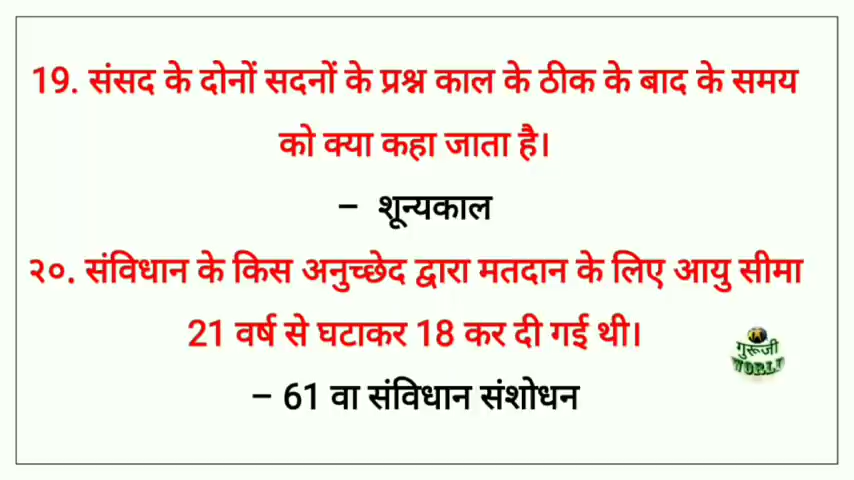 19. संसद के दोनों सदनों के प्रश्न काल के ठीक के बाद के समय
को क्या कहा जाता है।
– शून्यकाल
२०. संविधान के किस अनुच्छेद द्वारा मतदान के लिए आयु सीमा
21 वर्ष से घटाकर 18 कर दी गई थी।
– 61 वा संविधान संशोधन
गुरूजी
WORLD